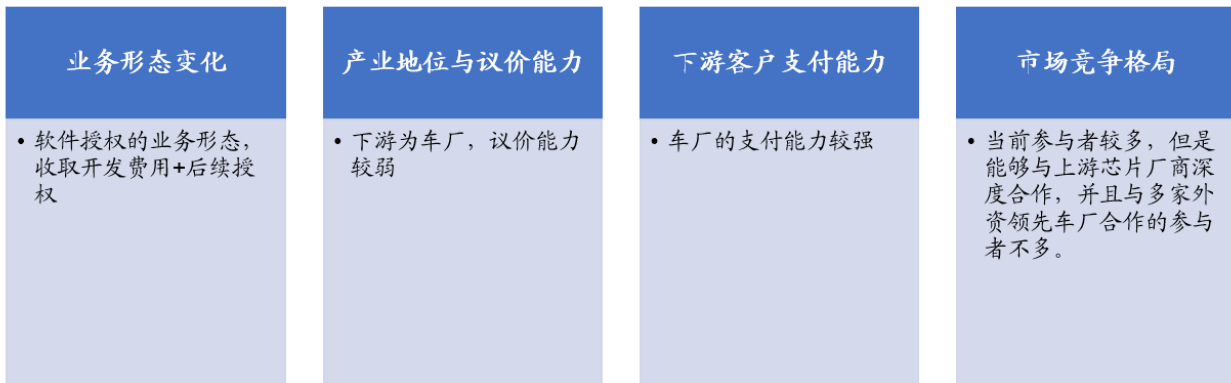 业务形态变化
• 软件授权的业务形态，
收取开发费用+后续授
权
产业地位与议价能力
• 下游为车厂，议价能力
较弱
下游客户支付能力
• 车厂的支付能力较强
市场竞争格局
• 当前参与者较多，但是
能够与上游芯片厂商深
度合作，并且与多家外
资领先车厂合作的参与
者不多。